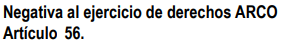 Negativa al ejercicio de derechos ARCO
Artículo 56.